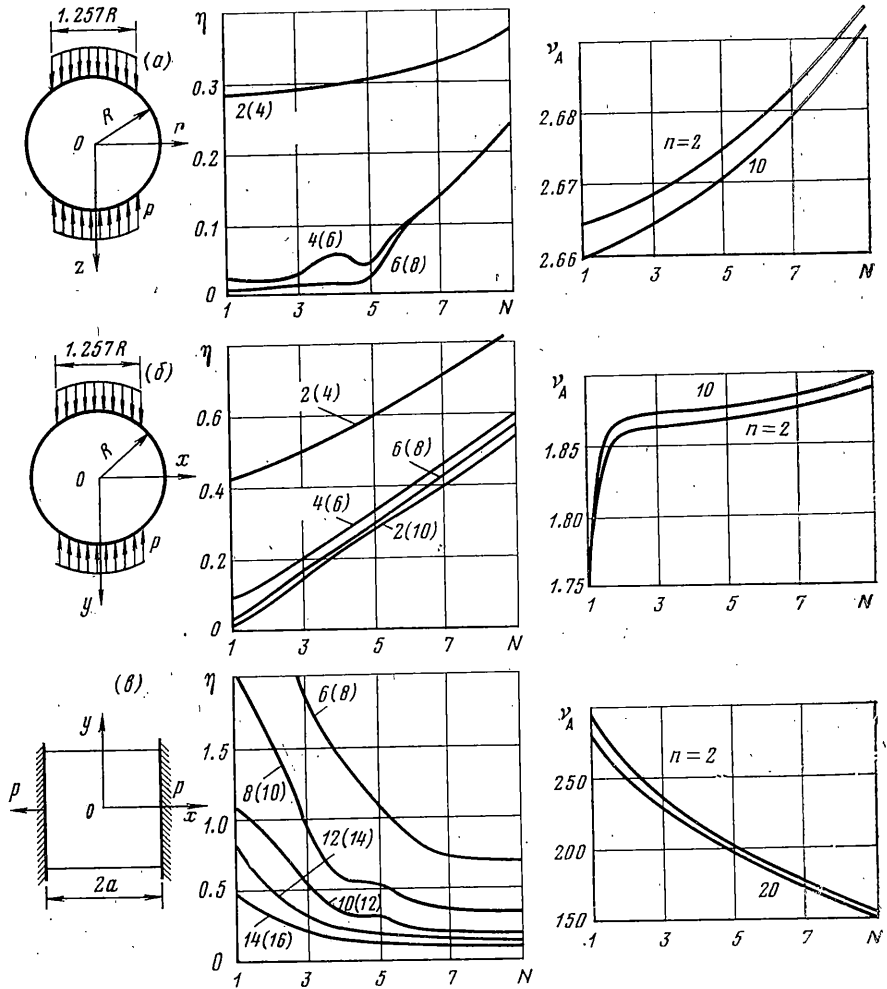 1.257R
(а)
R
0
r
p
z
η
0.3
0.2
0.1
0
2(4)
4(6)
6(8)
1 3 5 7 N
ν_A
2.68
2.67
2.66
n=2
10
1 3 5 7 N
1.257R
(б)
R
0
x
p
y
η
0.6
0.4
0.2
0
2(4)
6(8)
4(6)
2(10)
1 3 5 7 N
ν_A
1.85
1.80
1.75
10
n=2
1 3 5 7 N
(в)
y
p
p
0
x
2a
η
1.5
1.0
0.5
0
6(8)
8(10)
12(14)
10(12)
14(16)
1 3 5 7 N
ν_A
250
200
150
n=2
20
1 3 5 7 N